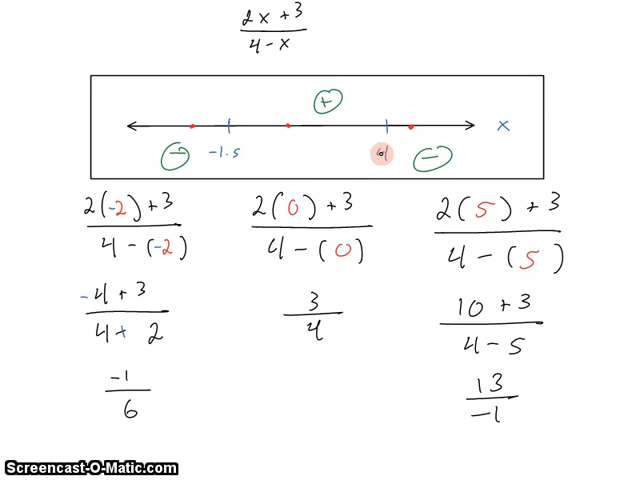 2x + 3
4 - x
+
x
- -1.5 4 -
2(-2) + 3 2(0) + 3 2(5) + 3
4 - (-2) 4 - (0) 4 - (5)
-4 + 3 3 10 + 3
4 + 2 4 4 - 5
-1 13
6 -1
Screencast-O-Matic.com